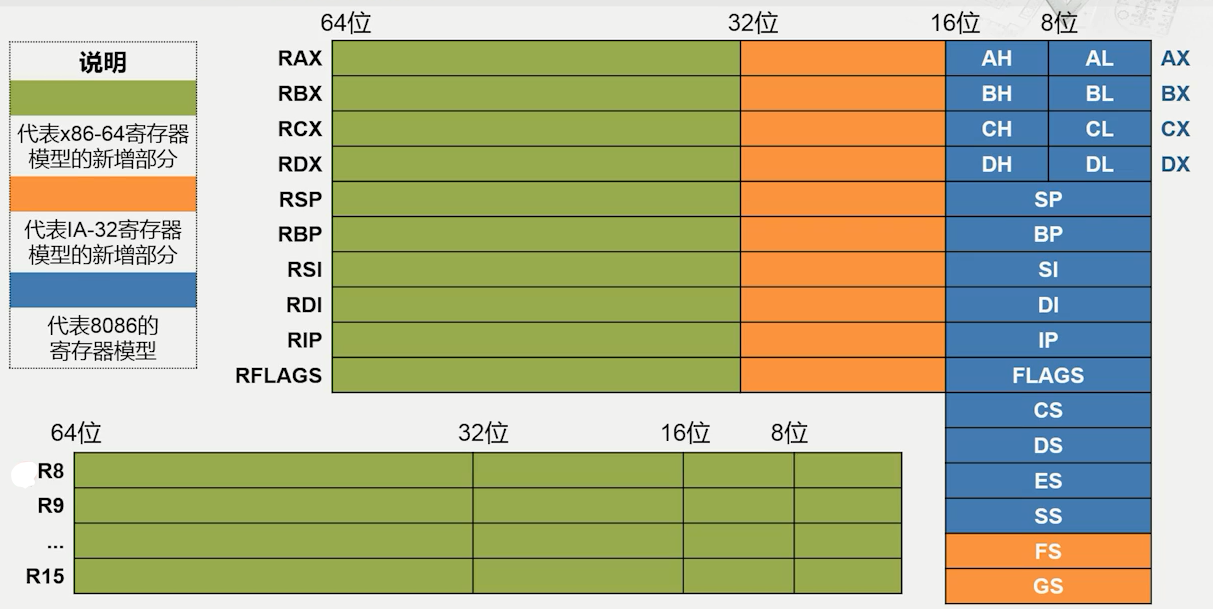 64位 32位 16位 8位
说明
代表x86-64寄存器
模型的新增部分
代表IA-32寄存器
模型的新增部分
代表8086的
寄存器模型
RAX AH AL AX
RBX BH BL BX
RCX CH CL CX
RDX DH DL DX
RSP SP
RBP BP
RSI SI
RDI DI
RIP IP
RFLAGS FLAGS
CS
DS
ES
SS
FS
GS
64位 32位 16位 8位
R8
R9
...
R15